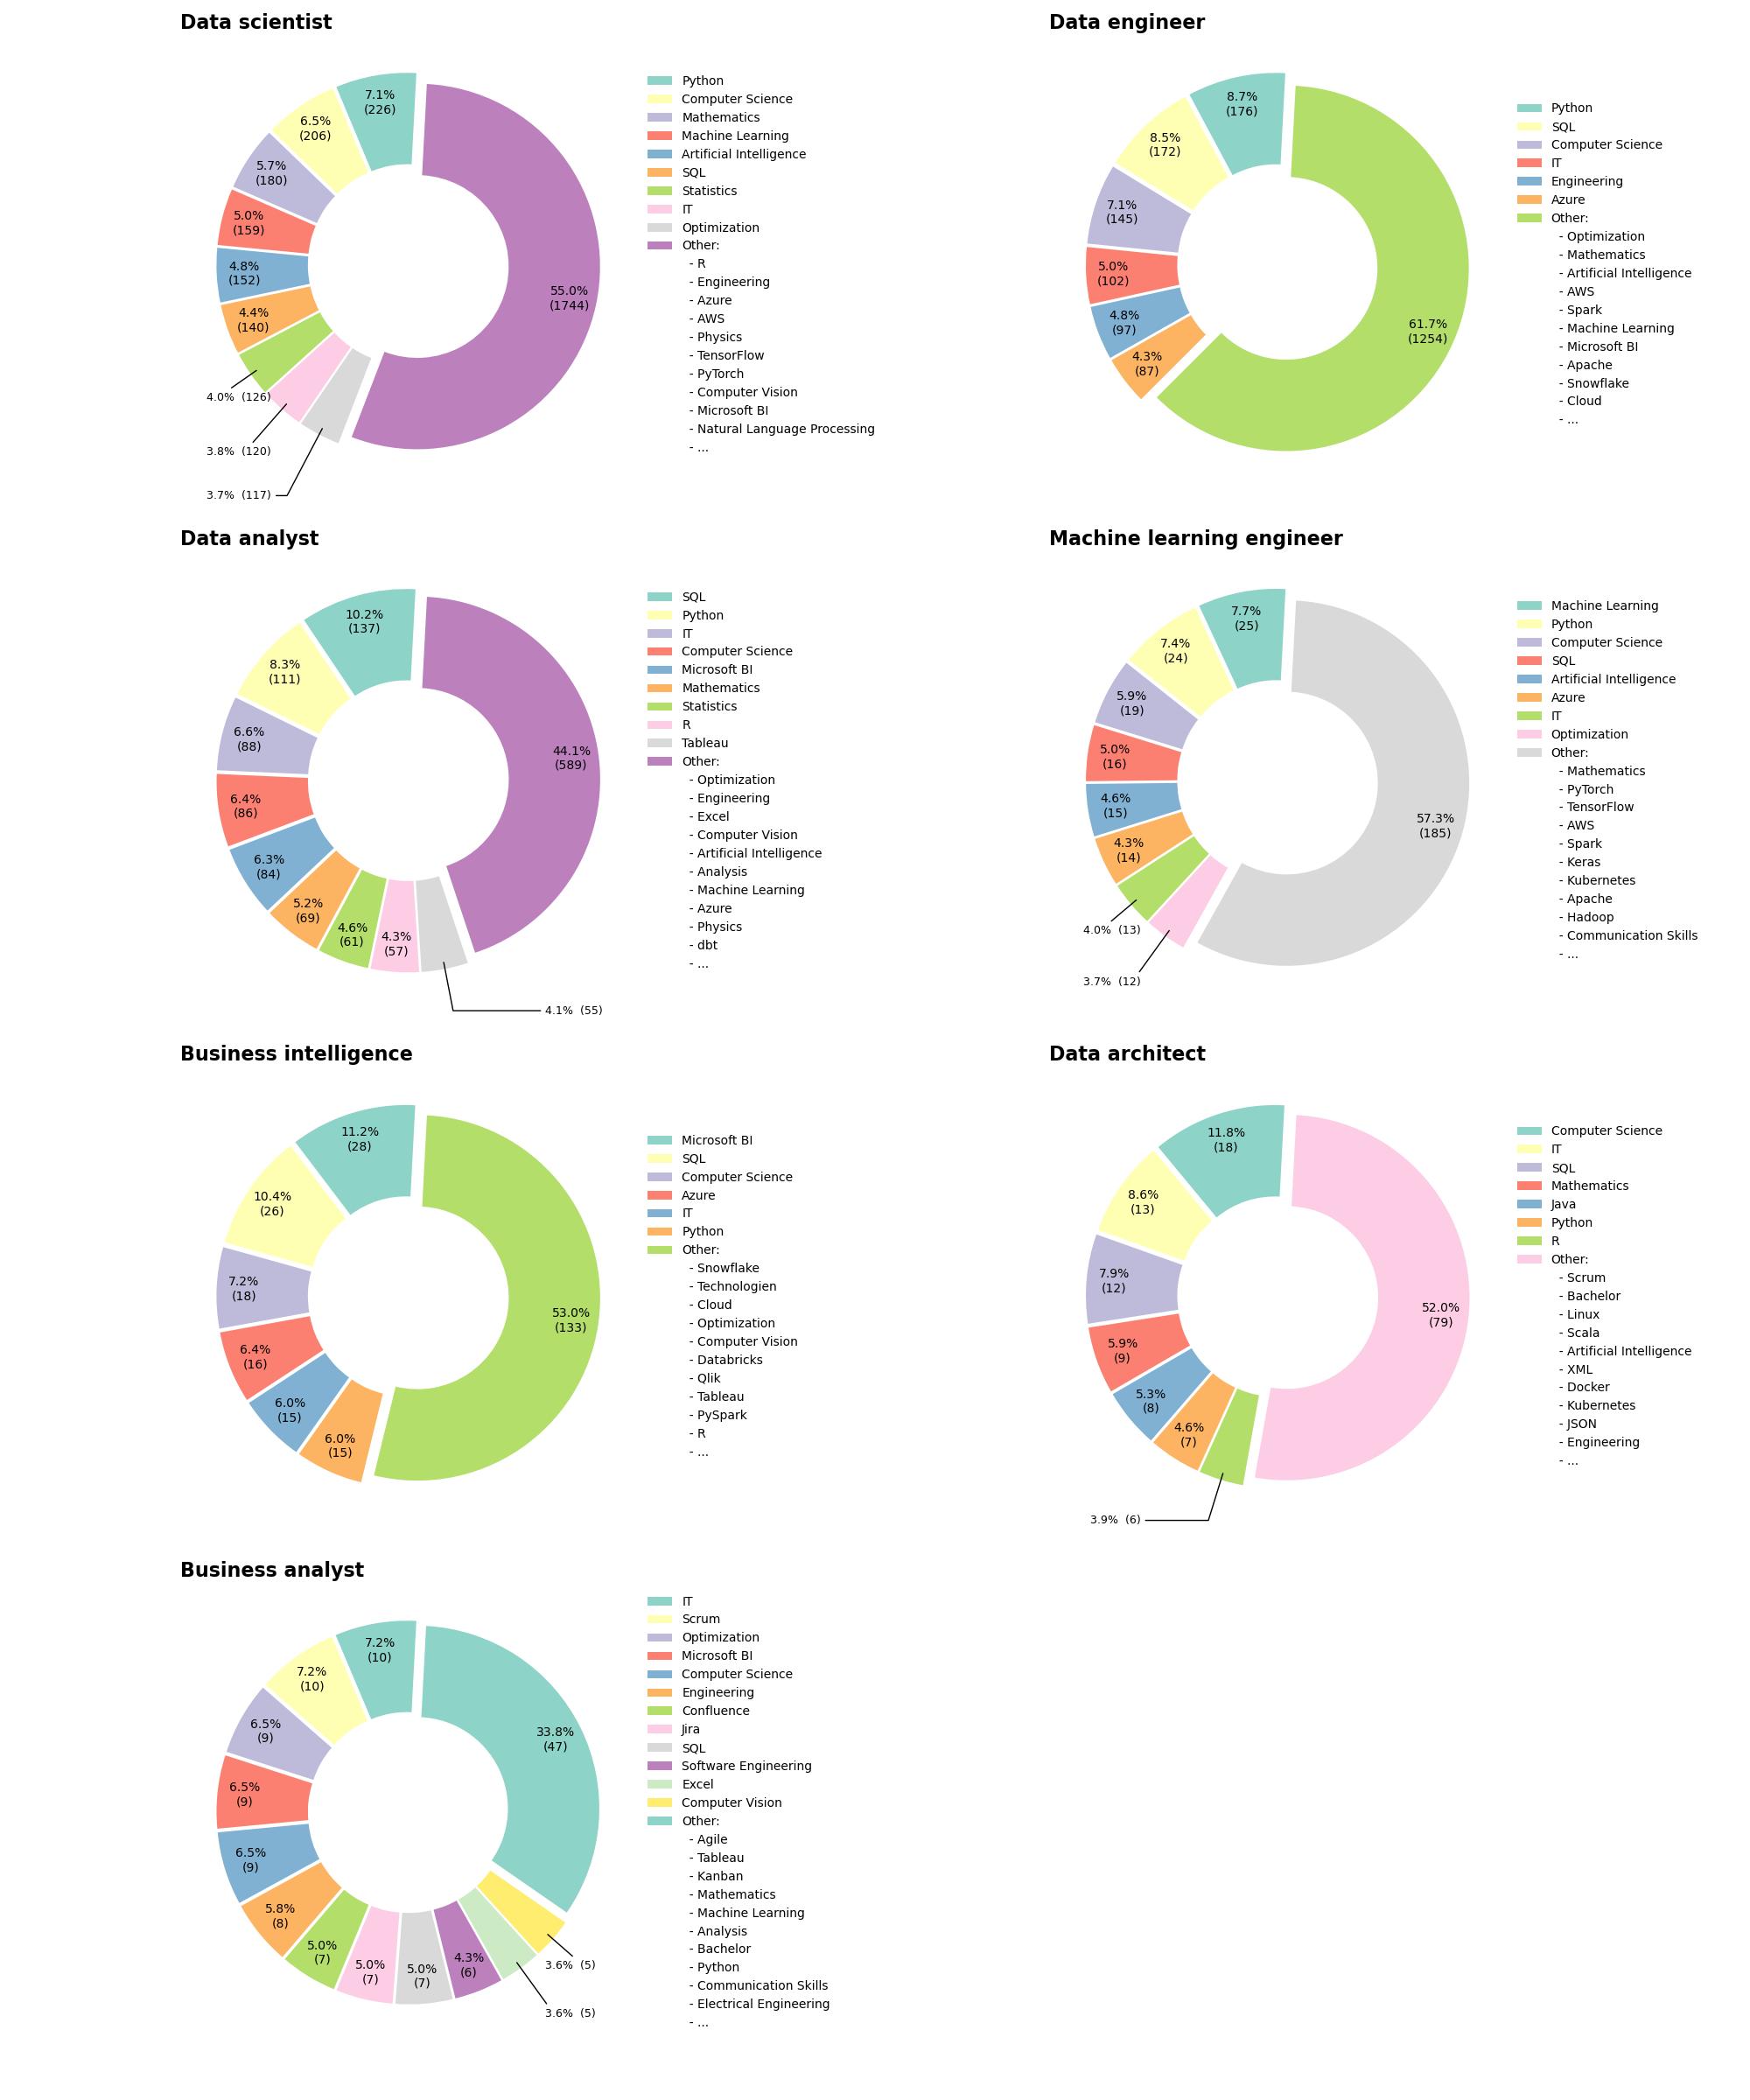 Data scientist
7.1%
(226)
6.5%
(206)
5.7%
(180)
5.0%
(159)
4.8%
(152)
4.4%
(140)
4.0% (126)
3.8% (120)
3.7% (117)
55.0%
(1744)
Python
Computer Science
Mathematics
Machine Learning
Artificial Intelligence
SQL
Statistics
IT
Optimization
Other:
- R
- Engineering
- Azure
- AWS
- Physics
- TensorFlow
- PyTorch
- Computer Vision
- Microsoft BI
- Natural Language Processing
- ...
Data engineer
8.7%
(176)
8.5%
(172)
7.1%
(145)
5.0%
(102)
4.8%
(97)
4.3%
(87)
61.7%
(1254)
Python
SQL
Computer Science
IT
Engineering
Azure
Other:
- Optimization
- Mathematics
- Artificial Intelligence
- AWS
- Spark
- Machine Learning
- Microsoft BI
- Apache
- Snowflake
- Cloud
- ...
Data analyst
10.2%
(137)
8.3%
(111)
6.6%
(88)
6.4%
(86)
6.3%
(84)
5.2%
(69)
4.6%
(61)
4.3%
(57)
4.1% (55)
44.1%
(589)
SQL
Python
IT
Computer Science
Microsoft BI
Mathematics
Statistics
R
Tableau
Other:
- Optimization
- Engineering
- Excel
- Computer Vision
- Artificial Intelligence
- Analysis
- Machine Learning
- Azure
- Physics
- dbt
- ...
Machine learning engineer
7.7%
(25)
7.4%
(24)
5.9%
(19)
5.0%
(16)
4.6%
(15)
4.3%
(14)
4.0% (13)
3.7% (12)
57.3%
(185)
Machine Learning
Python
Computer Science
SQL
Artificial Intelligence
Azure
IT
Optimization
Other:
- Mathematics
- PyTorch
- TensorFlow
- AWS
- Spark
- Keras
- Kubernetes
- Apache
- Hadoop
- Communication Skills
- ...
Business intelligence
11.2%
(28)
10.4%
(26)
7.2%
(18)
6.4%
(16)
6.0%
(15)
6.0%
(15)
53.0%
(133)
Microsoft BI
SQL
Computer Science
Azure
IT
Python
Other:
- Snowflake
- Technologien
- Cloud
- Optimization
- Computer Vision
- Databricks
- Qlik
- Tableau
- PySpark
- R
- ...
Data architect
11.8%
(18)
8.6%
(13)
7.9%
(12)
5.9%
(9)
5.3%
(8)
4.6%
(7)
3.9% (6)
52.0%
(79)
Computer Science
IT
SQL
Mathematics
Java
Python
R
Other:
- Scrum
- Bachelor
- Linux
- Scala
- Artificial Intelligence
- XML
- Docker
- Kubernetes
- JSON
- Engineering
- ...
Business analyst
7.2%
(10)
7.2%
(10)
6.5%
(9)
6.5%
(9)
6.5%
(9)
5.8%
(8)
5.0%
(7)
5.0%
(7)
5.0%
(7)
4.3%
(6)
3.6% (5)
3.6% (5)
33.8%
(47)
IT
Scrum
Optimization
Microsoft BI
Computer Science
Engineering
Confluence
Jira
SQL
Software Engineering
Excel
Computer Vision
Other:
- Agile
- Tableau
- Kanban
- Mathematics
- Machine Learning
- Analysis
- Bachelor
- Python
- Communication Skills
- Electrical Engineering
- ...